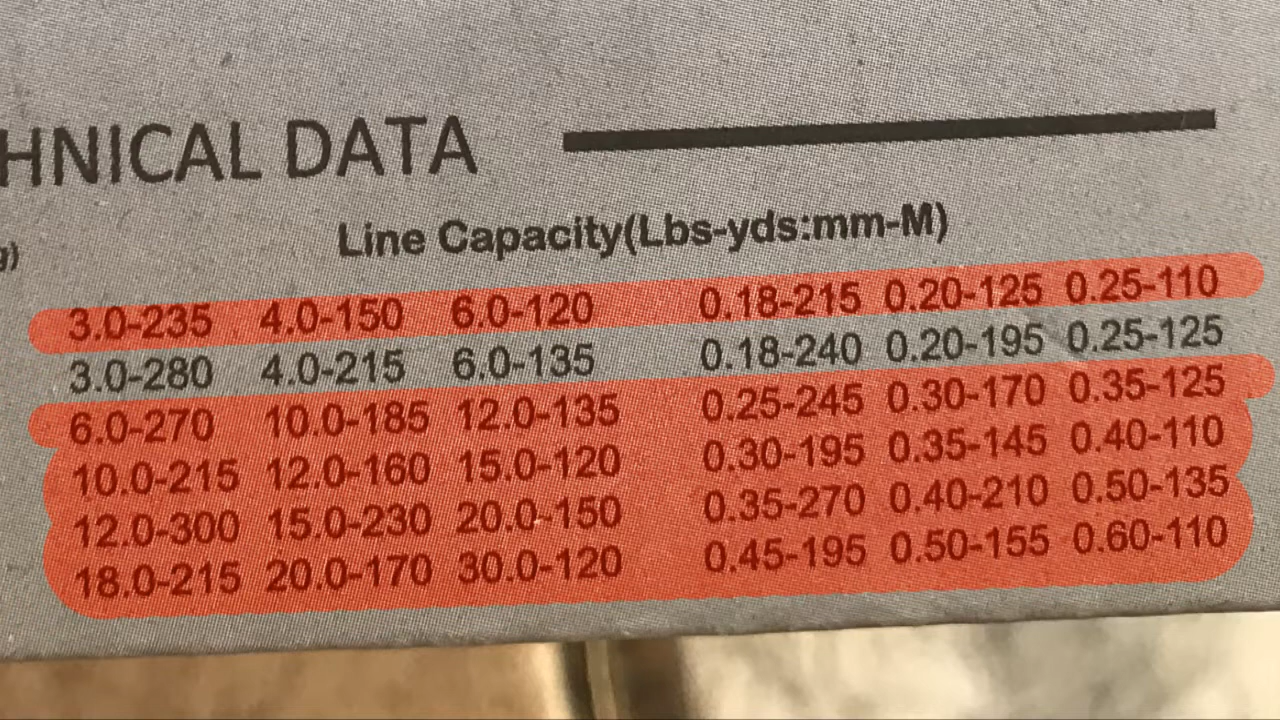 HNICAL DATA
g)
Line Capacity(Lbs-yds:mm-M)
3.0-235 4.0-150 6.0-120 0.18-215 0.20-125 0.25-110
3.0-280 4.0-215 6.0-135 0.18-240 0.20-195 0.25-125
6.0-270 10.0-185 12.0-135 0.25-245 0.30-170 0.35-125
10.0-215 12.0-160 15.0-120 0.30-195 0.35-145 0.40-110
12.0-300 15.0-230 20.0-150 0.35-270 0.40-210 0.50-135
18.0-215 20.0-170 30.0-120 0.45-195 0.50-155 0.60-110